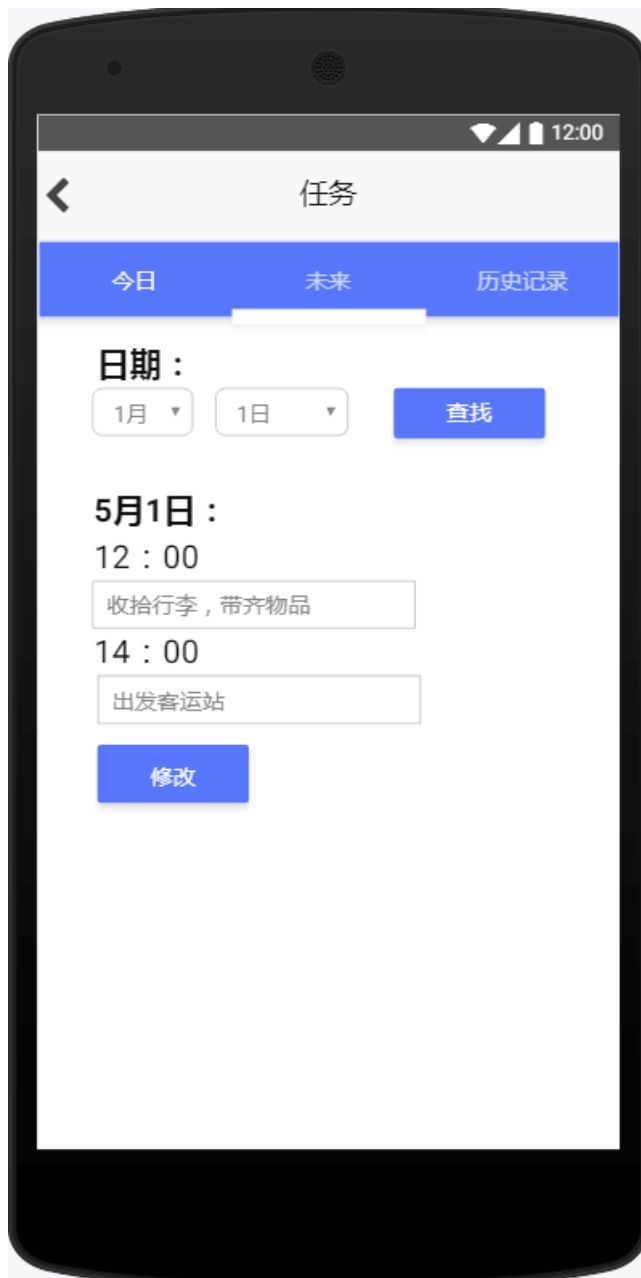 12:00
任务
今日 未来 历史记录
日期：
1月 1日 查找
5月1日：
12：00
收拾行李，带齐物品
14：00
出发客运站
修改